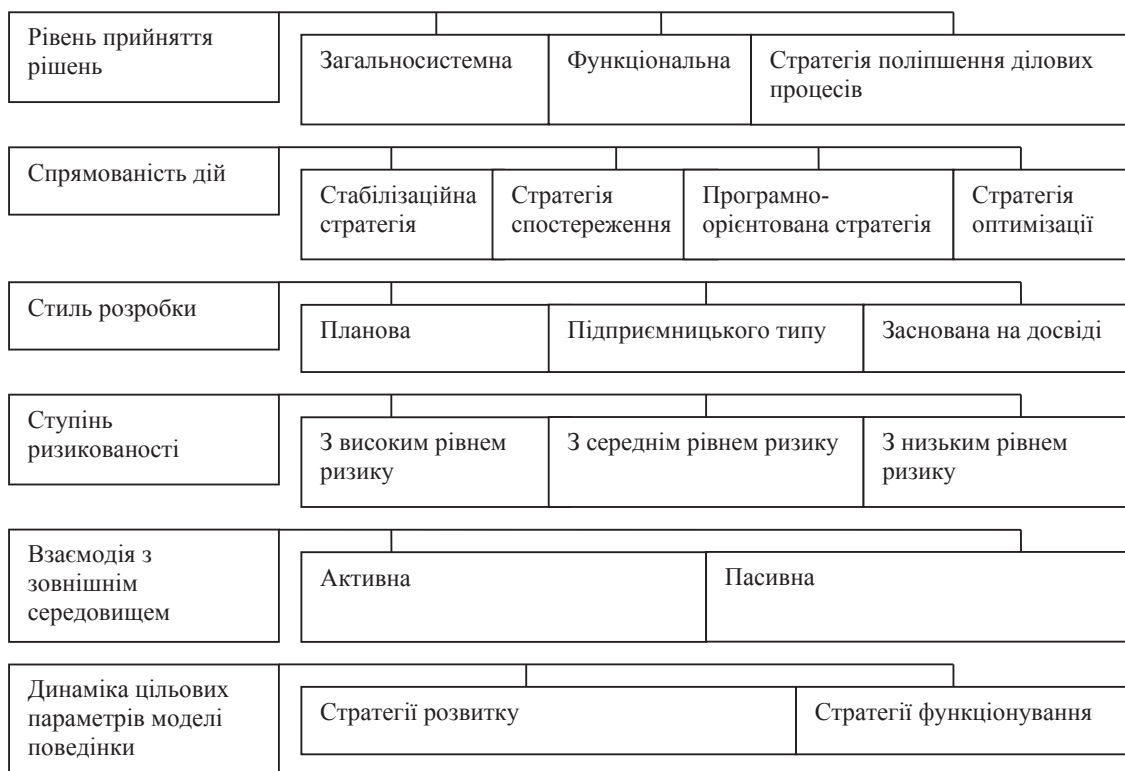 Рівень прийняття
рішень
Загальносистемна
Функціональна
Стратегія поліпшення ділових
процесів
Спрямованість дій
Стабілізаційна
стратегія
Стратегія
спостереження
Програмно-
орієнтована стратегія
Стратегія
оптимізації
Стиль розробки
Планова
Підприємницького типу
Заснована на досвіді
Ступінь
ризикованості
З високим рівнем
ризику
З середнім рівнем ризику
З низьким рівнем
ризику
Взаємодія з
зовнішнім
середовищем
Активна
Пасивна
Динаміка цільових
параметрів моделі
поведінки
Стратегії розвитку
Стратегії функціонування